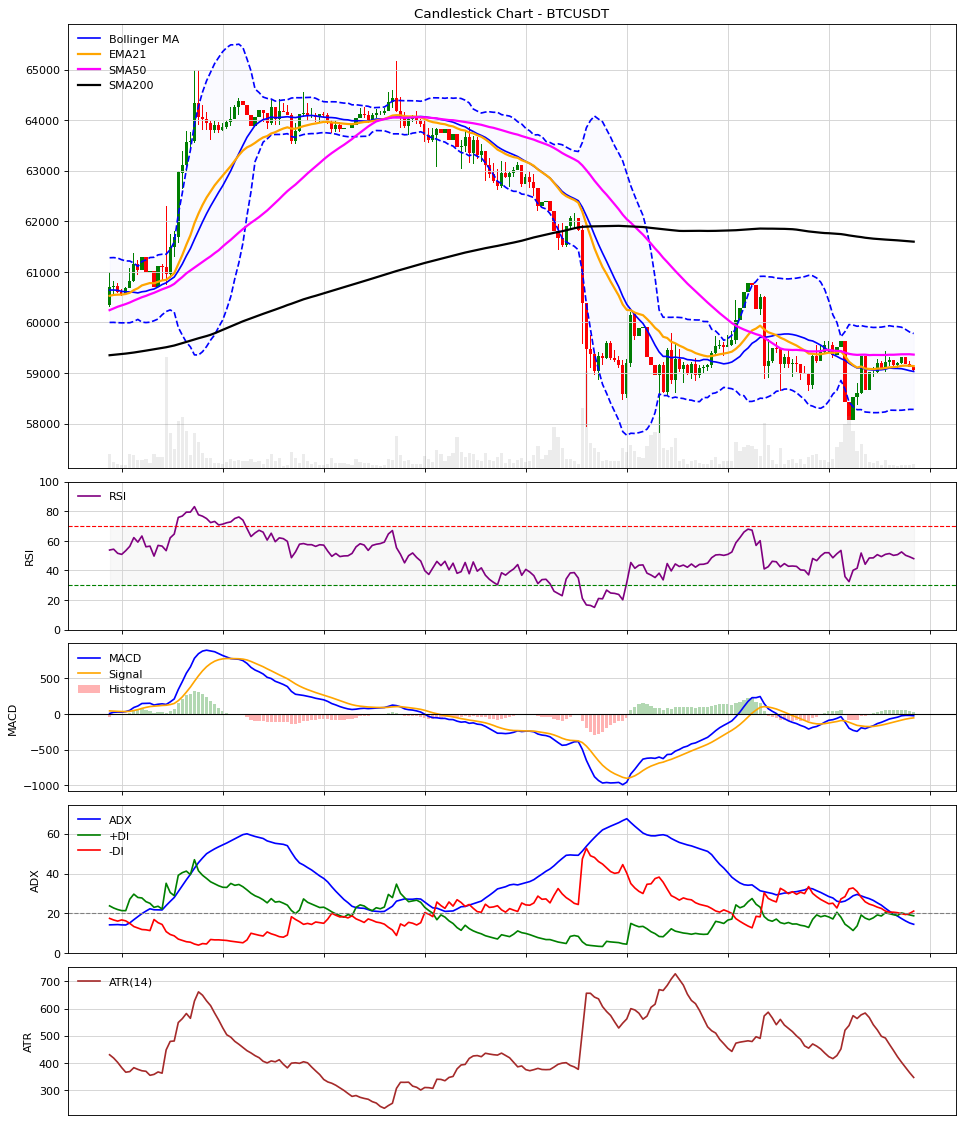 Candlestick Chart - BTCUSDT
Bollinger MA
EMA21
SMA50
SMA200
65000
64000
63000
62000
61000
60000
59000
58000
RSI
RSI
100
80
60
40
20
0
MACD
Signal
Histogram
MACD
500
0
−500
−1000
ADX
+DI
-DI
ADX
60
40
20
0
ATR(14)
ATR
700
600
500
400
300